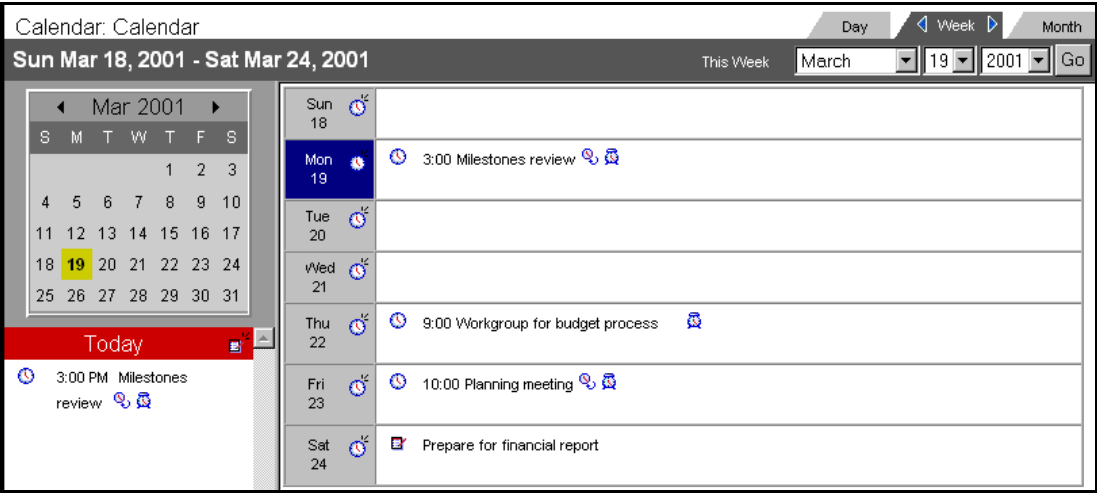 Calendar: Calendar
Day Week Month
Sun Mar 18, 2001 - Sat Mar 24, 2001
This Week March 19 2001 Go
Mar 2001
S M T W T F S
1 2 3
4 5 6 7 8 9 10
11 12 13 14 15 16 17
18 19 20 21 22 23 24
25 26 27 28 29 30 31
Today
3:00 PM Milestones
review
Sun
18
Mon 3:00 Milestones review
19
Tue
20
Wed
21
Thu 9:00 Workgroup for budget process
22
Fri 10:00 Planning meeting
23
Sat Prepare for financial report
24